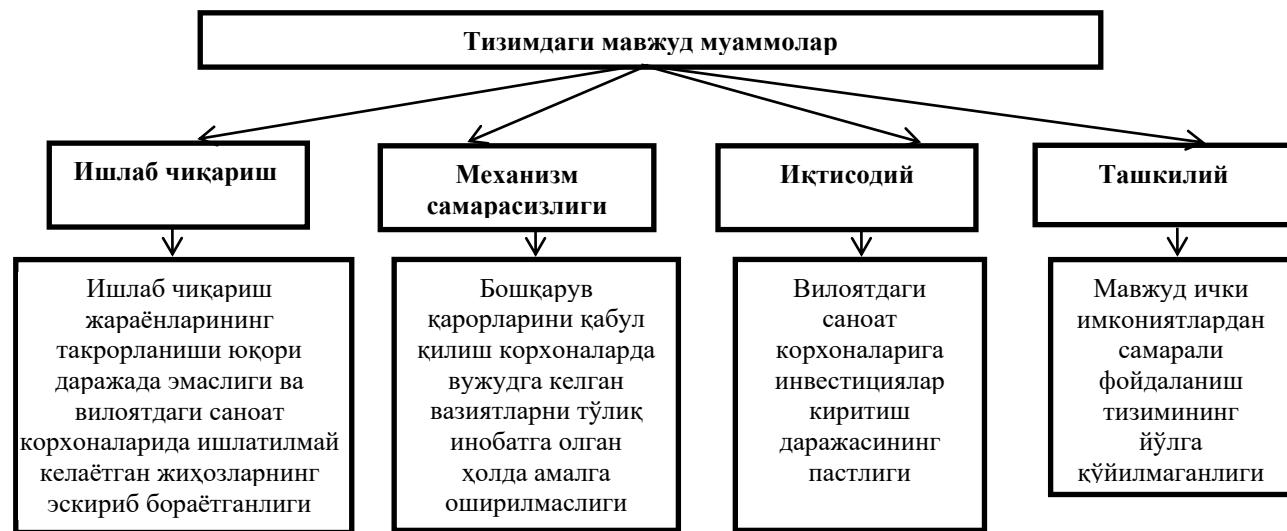 Тизимдаги мавжуд муаммолар
Ишлаб чиқариш
Механизм
самарасизлиги
Иқтисодий
Ташкилий
Ишлаб чиқариш
жараёнларининг
такрорланиши юқори
даражада эмаслиги ва
вилоятдаги саноат
корхоналарида ишлатилмай
келаётган жиҳозларнинг
эскириб бораётганлиги
Бошқарув
қарорларини қабул
қилиш корхоналарда
вужудга келган
вазиятларни тўлиқ
инобатга олган
ҳолда амалга
оширилмаслиги
Вилоятдаги
саноат
корхоналарига
инвестициялар
киритиш
даражасининг
пастлиги
Мавжуд ички
имкониятлардан
самарали
фойдаланиш
тизимининг
йўлга
қўйилмаганлиги